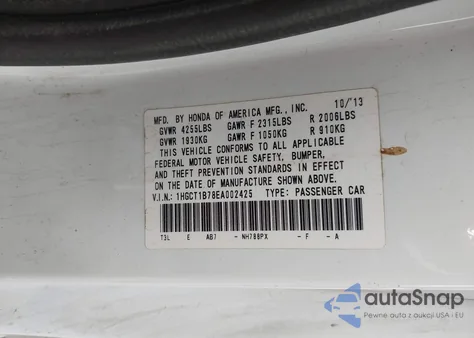 MFD. BY HONDA OF AMERICA MFG., INC. 10/13
GVWR 4255LBS GAWR F 2315LBS R 2006LBS
GVWR 1930KG GAWR F 1050KG R 910KG
THIS VEHICLE CONFORMS TO ALL APPLICABLE
FEDERAL MOTOR VEHICLE SAFETY, BUMPER,
AND THEFT PREVENTION STANDARDS IN EFFECT
ON THE DATE OF MANUFACTURE SHOWN ABOVE.
V.I.N.: 1HGCT1B78EA002425 TYPE: PASSENGER CAR
T3L E AB7 -NH788PX -F -A
autoSnap
Pewne auta z aukcji USA i EU